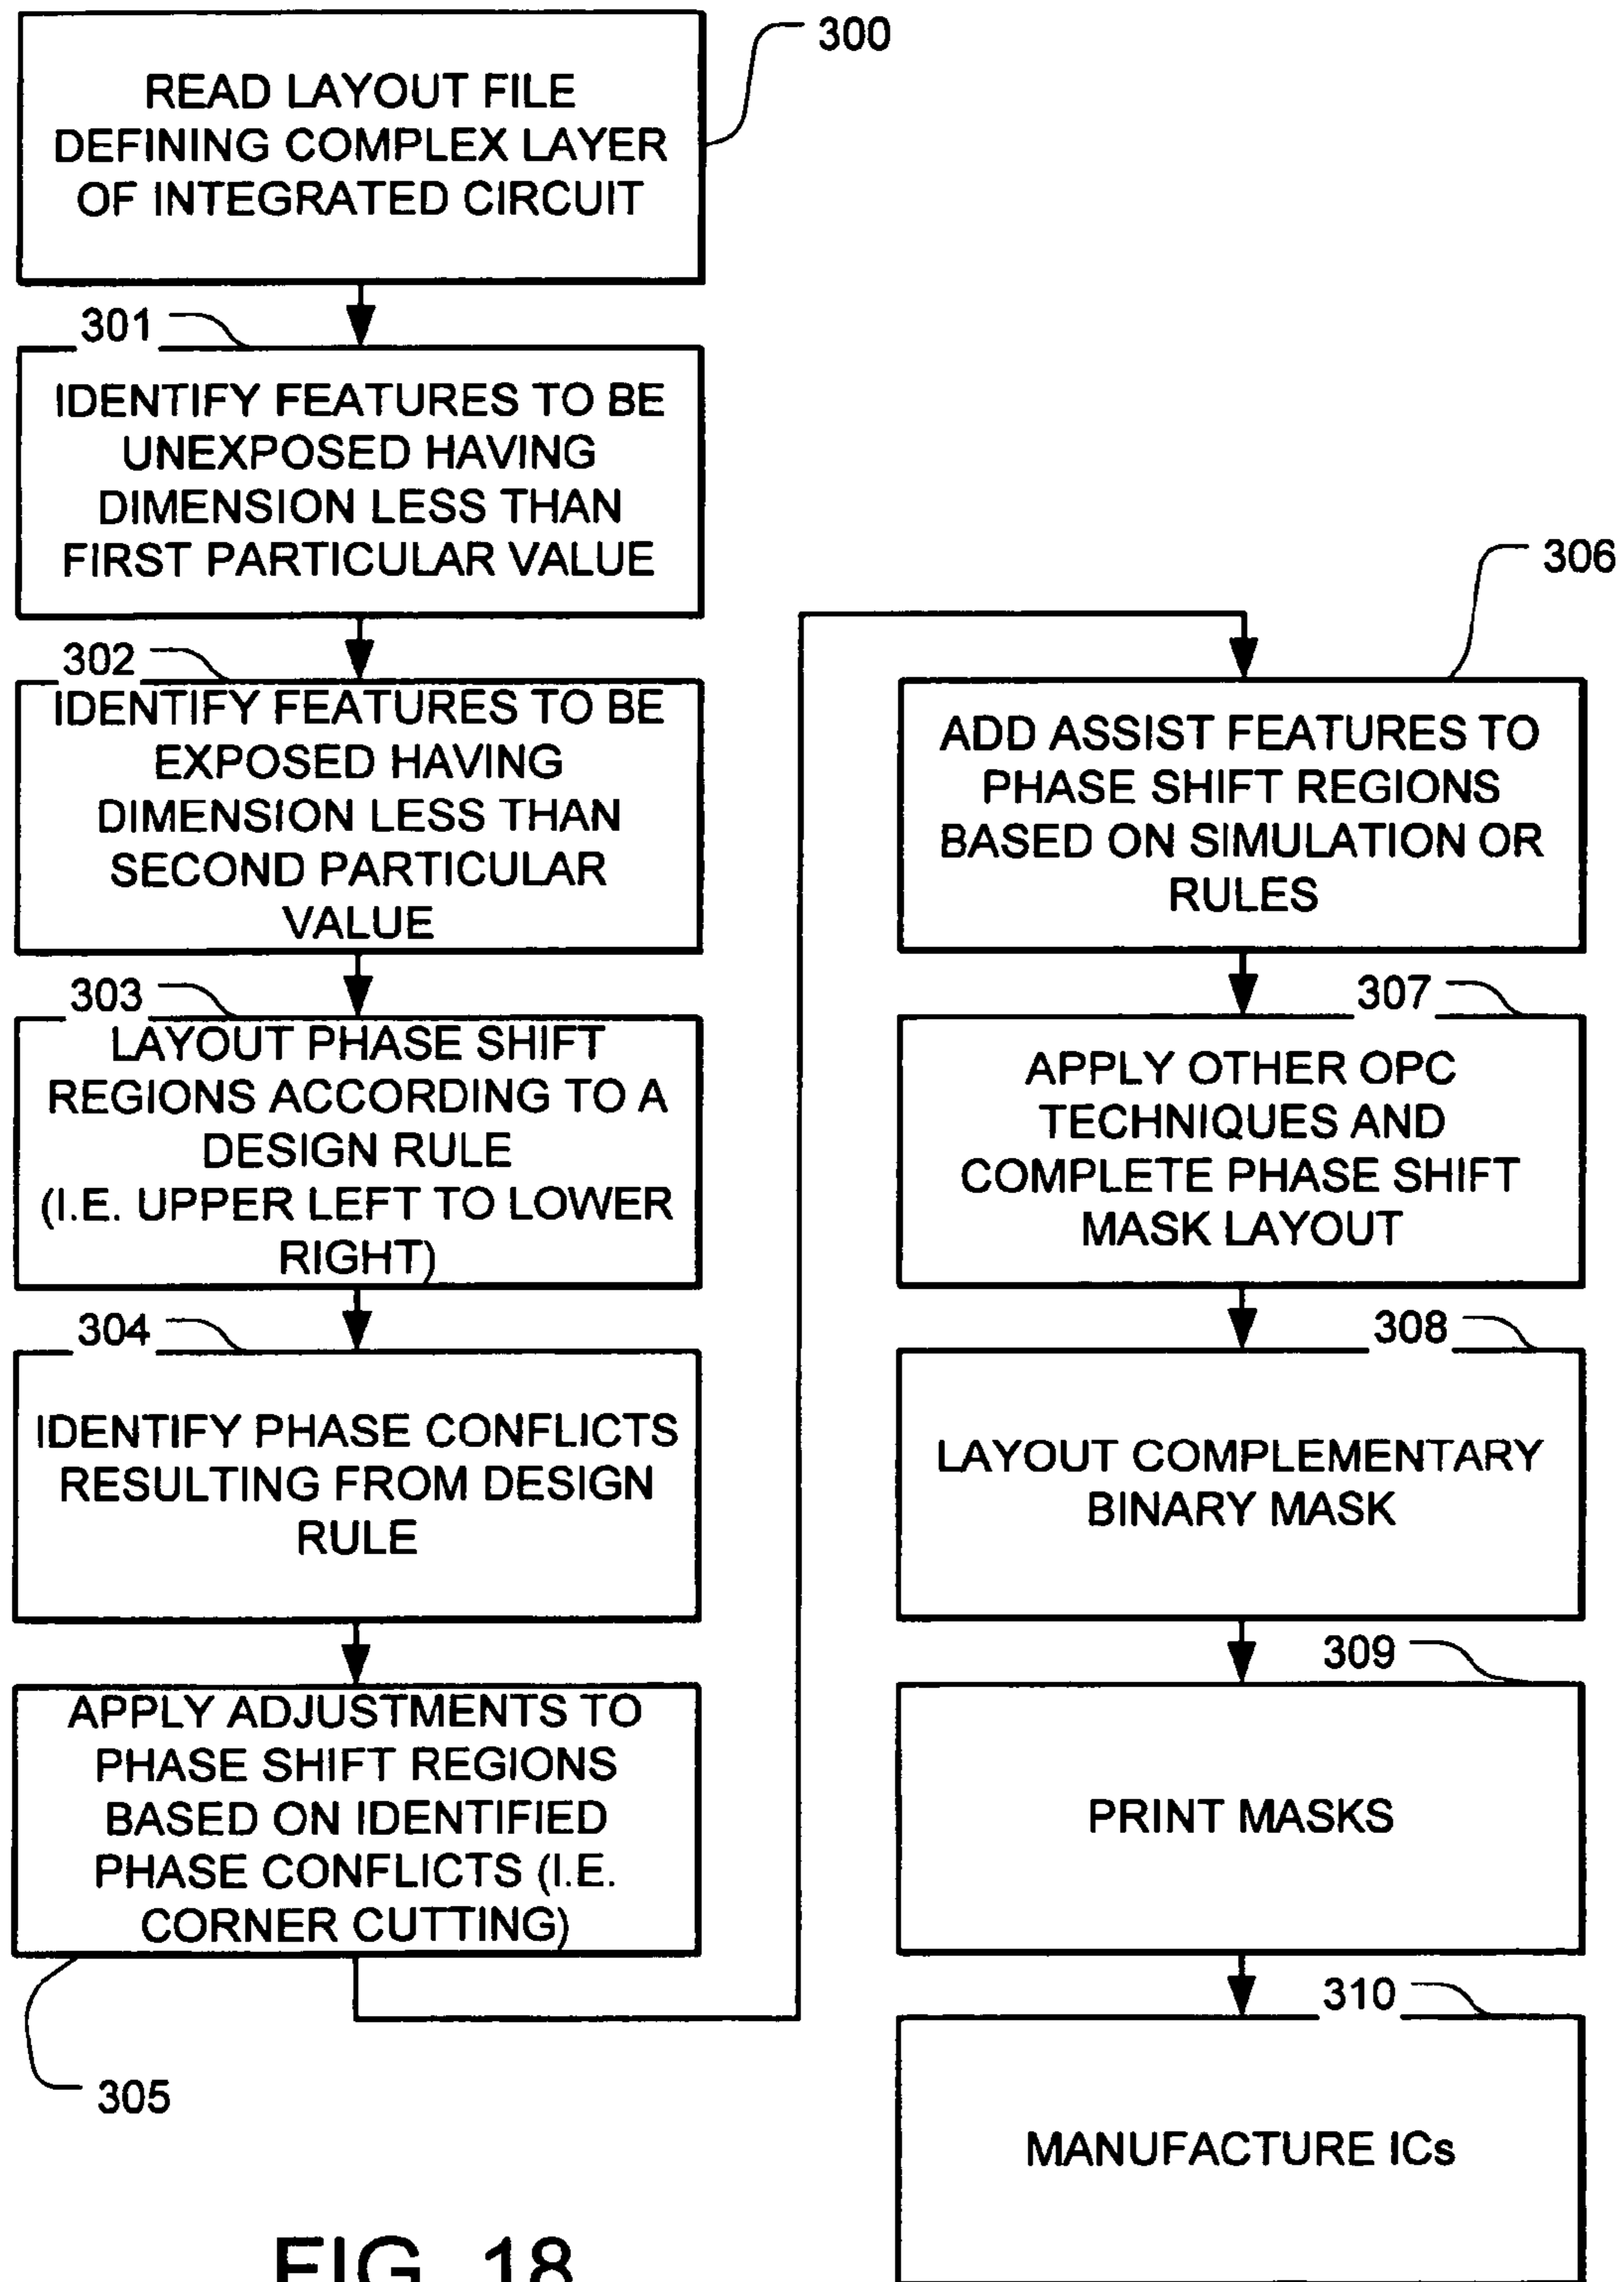 300
READ LAYOUT FILE
DEFINING COMPLEX LAYER
OF INTEGRATED CIRCUIT
301
IDENTIFY FEATURES TO BE
UNEXPOSED HAVING
DIMENSION LESS THAN
FIRST PARTICULAR VALUE
302
IDENTIFY FEATURES TO BE
EXPOSED HAVING
DIMENSION LESS THAN
SECOND PARTICULAR
VALUE
303
LAYOUT PHASE SHIFT
REGIONS ACCORDING TO A
DESIGN RULE
(I.E. UPPER LEFT TO LOWER
RIGHT)
304
IDENTIFY PHASE CONFLICTS
RESULTING FROM DESIGN
RULE
APPLY ADJUSTMENTS TO
PHASE SHIFT REGIONS
BASED ON IDENTIFIED
PHASE CONFLICTS (I.E.
CORNER CUTTING)
305
306
ADD ASSIST FEATURES TO
PHASE SHIFT REGIONS
BASED ON SIMULATION OR
RULES
307
APPLY OTHER OPC
TECHNIQUES AND
COMPLETE PHASE SHIFT
MASK LAYOUT
308
LAYOUT COMPLEMENTARY
BINARY MASK
309
PRINT MASKS
310
MANUFACTURE ICs
FIG. 18